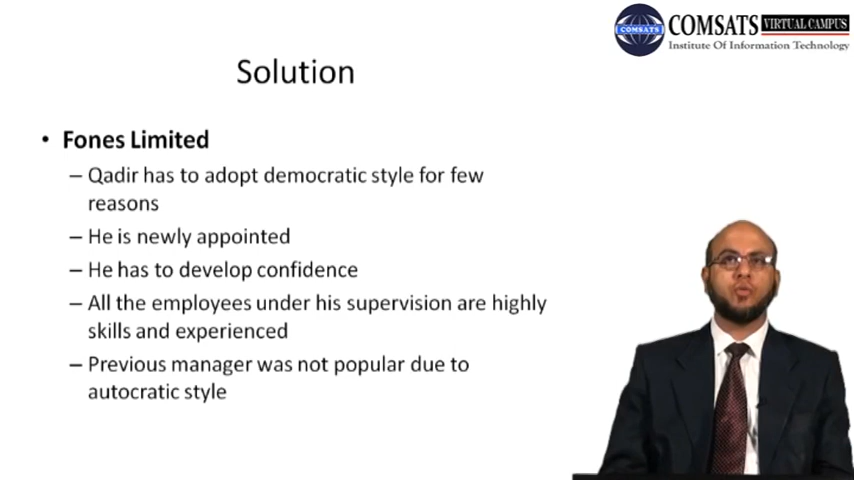 COMSATS VIRTUAL CAMPUS
COMSATS
Institute Of Information Technology
Solution
• Fones Limited
– Qadir has to adopt democratic style for few
reasons
– He is newly appointed
– He has to develop confidence
– All the employees under his supervision are highly
skills and experienced
– Previous manager was not popular due to
autocratic style